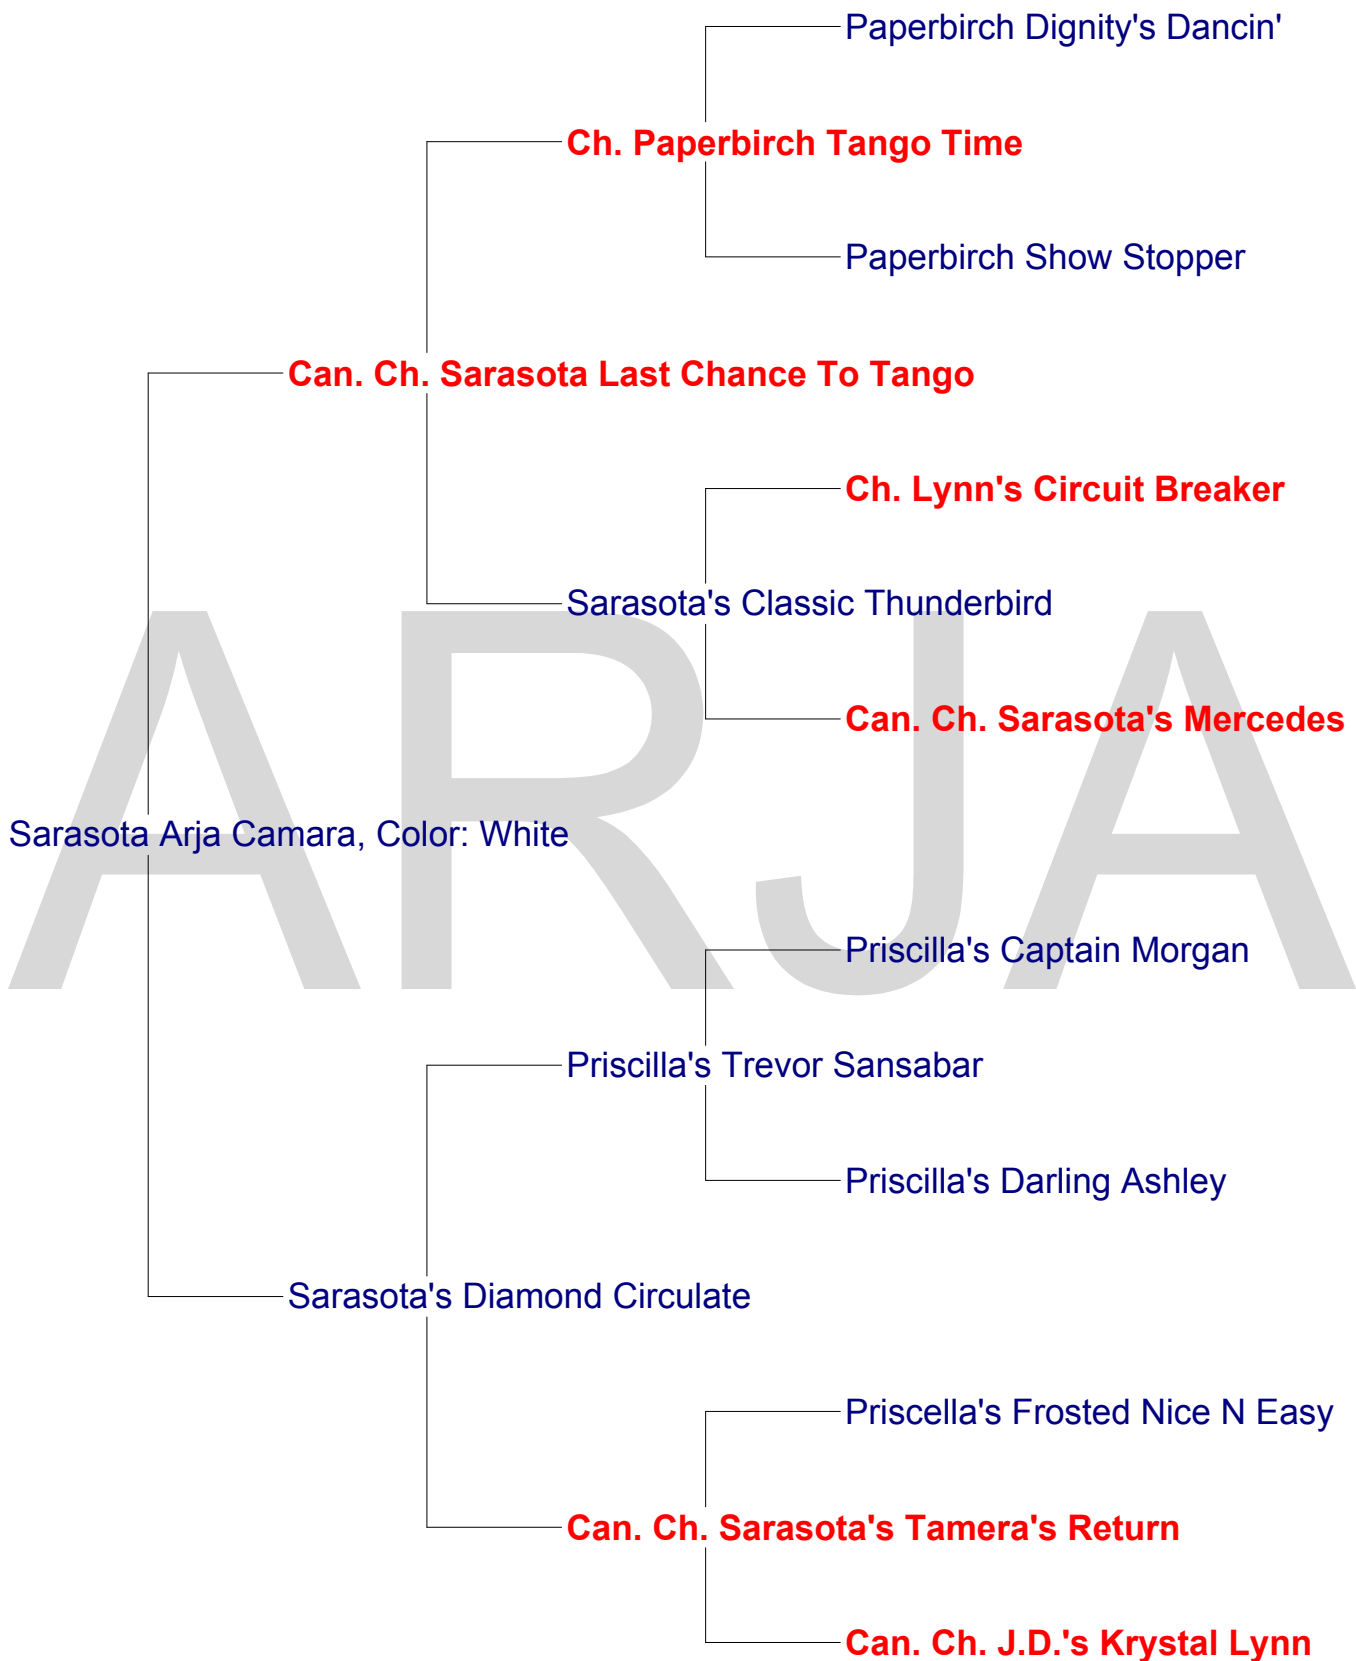 Paperbirch Dignity's Dancin'
Ch. Paperbirch Tango Time
Paperbirch Show Stopper
Can. Ch. Sarasota Last Chance To Tango
Ch. Lynn's Circuit Breaker
Sarasota's Classic Thunderbird
Can. Ch. Sarasota's Mercedes
ARJA
Sarasota Arja Camara, Color: White
Priscilla's Captain Morgan
Priscilla's Trevor Sansabar
Priscilla's Darling Ashley
Sarasota's Diamond Circulate
Priscella's Frosted Nice N Easy
Can. Ch. Sarasota's Tamera's Return
Can. Ch. J.D.'s Krystal Lynn